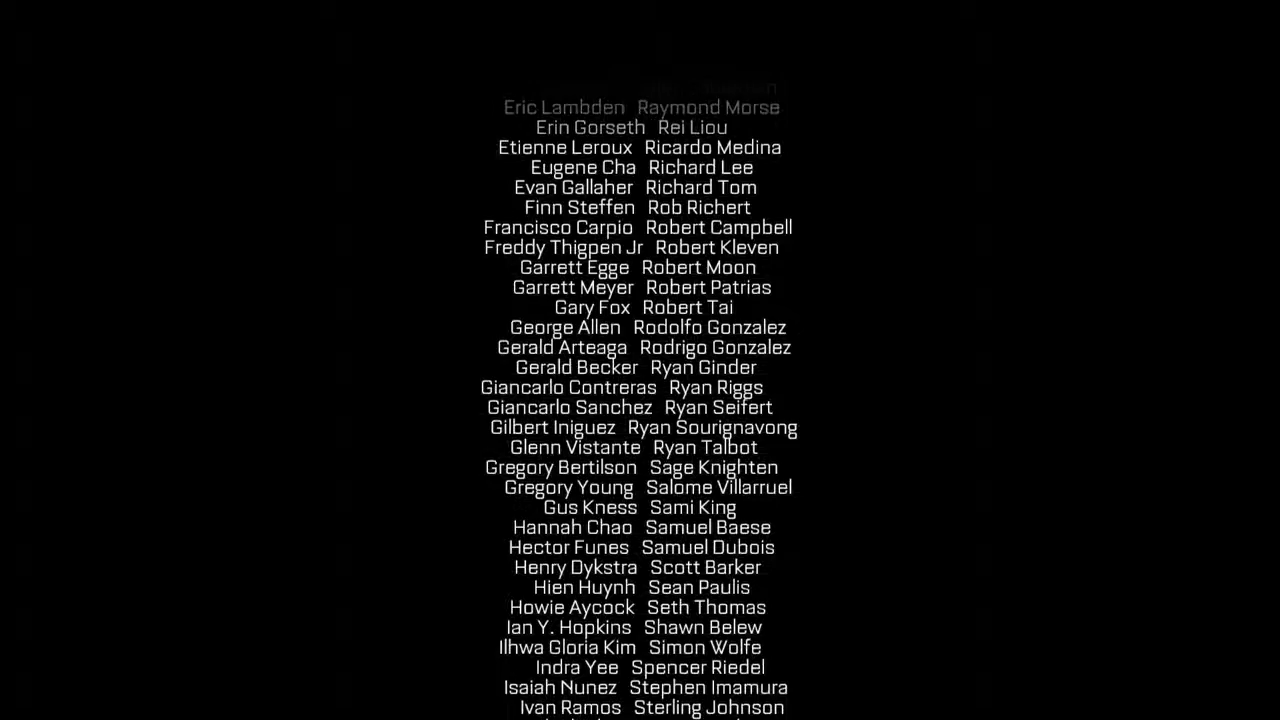 Eric Lambden Raymond Morse
Erin Gorseth Rei Liou
Etienne Leroux Ricardo Medina
Eugene Cha Richard Lee
Evan Gallaher Richard Tom
Finn Steffen Rob Richert
Francisco Carpio Robert Campbell
Freddy Thigpen Jr Robert Kleven
Garrett Egge Robert Moon
Garrett Meyer Robert Patrias
Gary Fox Robert Tai
George Allen Rodolfo Gonzalez
Gerald Arteaga Rodrigo Gonzalez
Gerald Becker Ryan Ginder
Giancarlo Contreras Ryan Riggs
Giancarlo Sanchez Ryan Seifert
Gilbert Iniguez Ryan Sourignavong
Glenn Vistante Ryan Talbot
Gregory Bertilson Sage Knighten
Gregory Young Salome Villarruel
Gus Kness Sami King
Hannah Chao Samuel Baese
Hector Funes Samuel Dubois
Henry Dykstra Scott Barker
Hien Huynh Sean Paulis
Howie Aycock Seth Thomas
Ian Y. Hopkins Shawn Belew
Ilhwa Gloria Kim Simon Wolfe
Indra Yee Spencer Riedel
Isaiah Nunez Stephen Imamura
Ivan Ramos Sterling Johnson